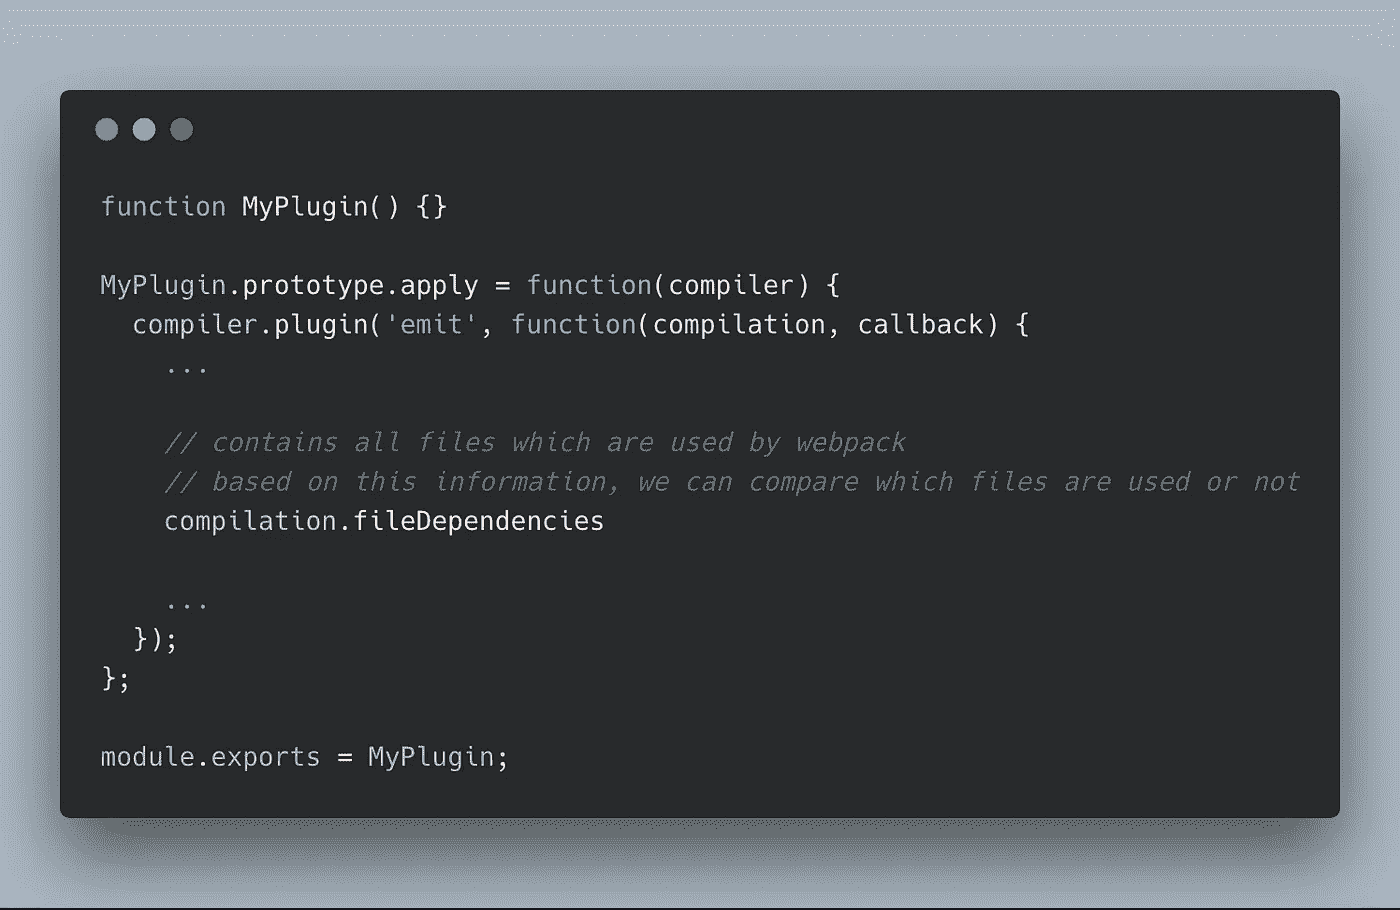 function MyPlugin() {}
MyPlugin.prototype.apply = function(compiler) {
compiler.plugin('emit', function(compilation, callback) {
...
// contains all files which are used by webpack
// based on this information, we can compare which files are used or not
compilation.fileDependencies
...
});
};
module.exports = MyPlugin;